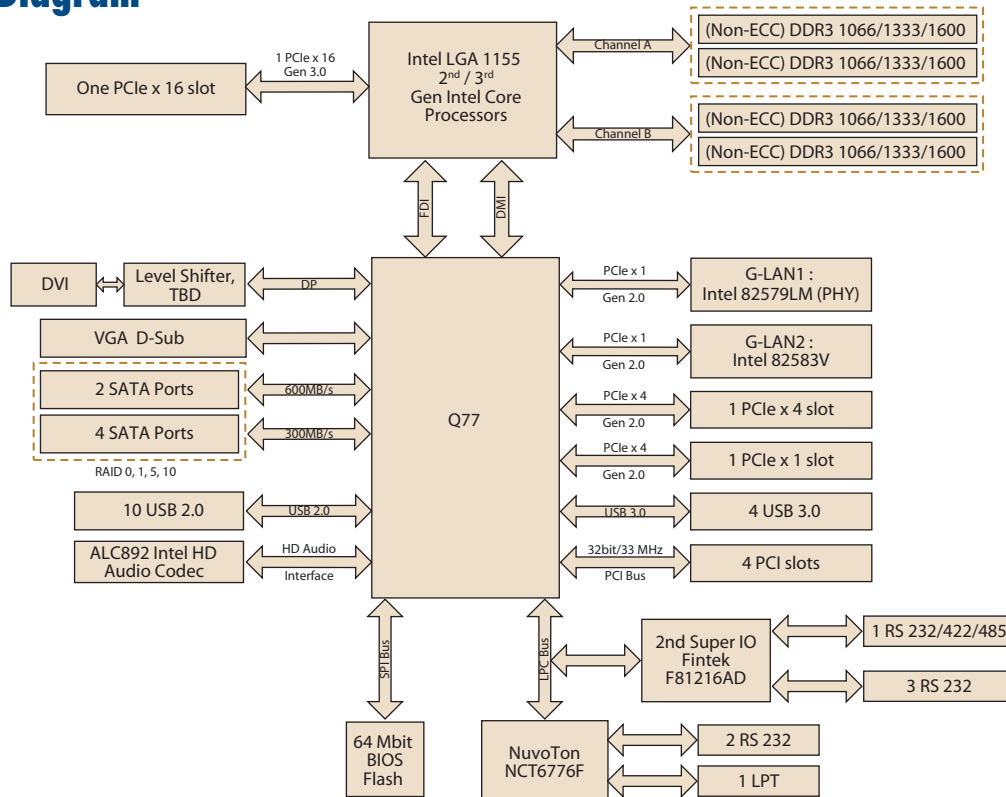 Diagram
One PCIe x 16 slot
1 PCIe x 16
Gen 3.0
Intel LGA 1155
2nd / 3rd
Gen Intel Core
Processors
Channel A
(Non-ECC) DDR3 1066/1333/1600
(Non-ECC) DDR3 1066/1333/1600
Channel B
(Non-ECC) DDR3 1066/1333/1600
(Non-ECC) DDR3 1066/1333/1600
FDI
DMI
DVI
Level Shifter,
TBD
DP
VGA D-Sub
2 SATA Ports
600MB/s
4 SATA Ports
300MB/s
RAID 0, 1, 5, 10
10 USB 2.0
USB 2.0
ALC892 Intel HD
Audio Codec
HD Audio
Interface
Q77
PCIe x 1
Gen 2.0
G-LAN1 :
Intel 82579LM (PHY)
PCIe x 1
Gen 2.0
G-LAN2 :
Intel 82583V
PCIe x 4
Gen 2.0
1 PCIe x 4 slot
PCIe x 4
Gen 2.0
1 PCIe x 1 slot
USB 3.0
4 USB 3.0
32bit/33 MHz
PCI Bus
4 PCI slots
SPI Bus
LPC Bus
2nd Super IO
Fintek
F81216AD
1 RS 232/422/485
3 RS 232
64 Mbit
BIOS
Flash
NuvoTon
NCT6776F
2 RS 232
1 LPT